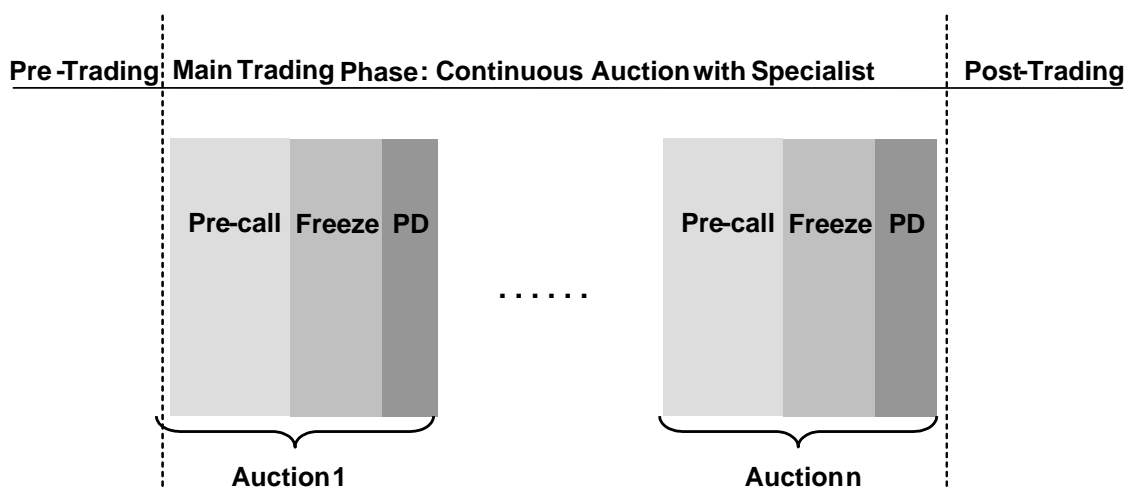 Pre-Trading Main Trading Phase: Continuous Auction with Specialist Post-Trading
Pre-call Freeze PD Pre-call Freeze PD
......
Auction 1 Auction n